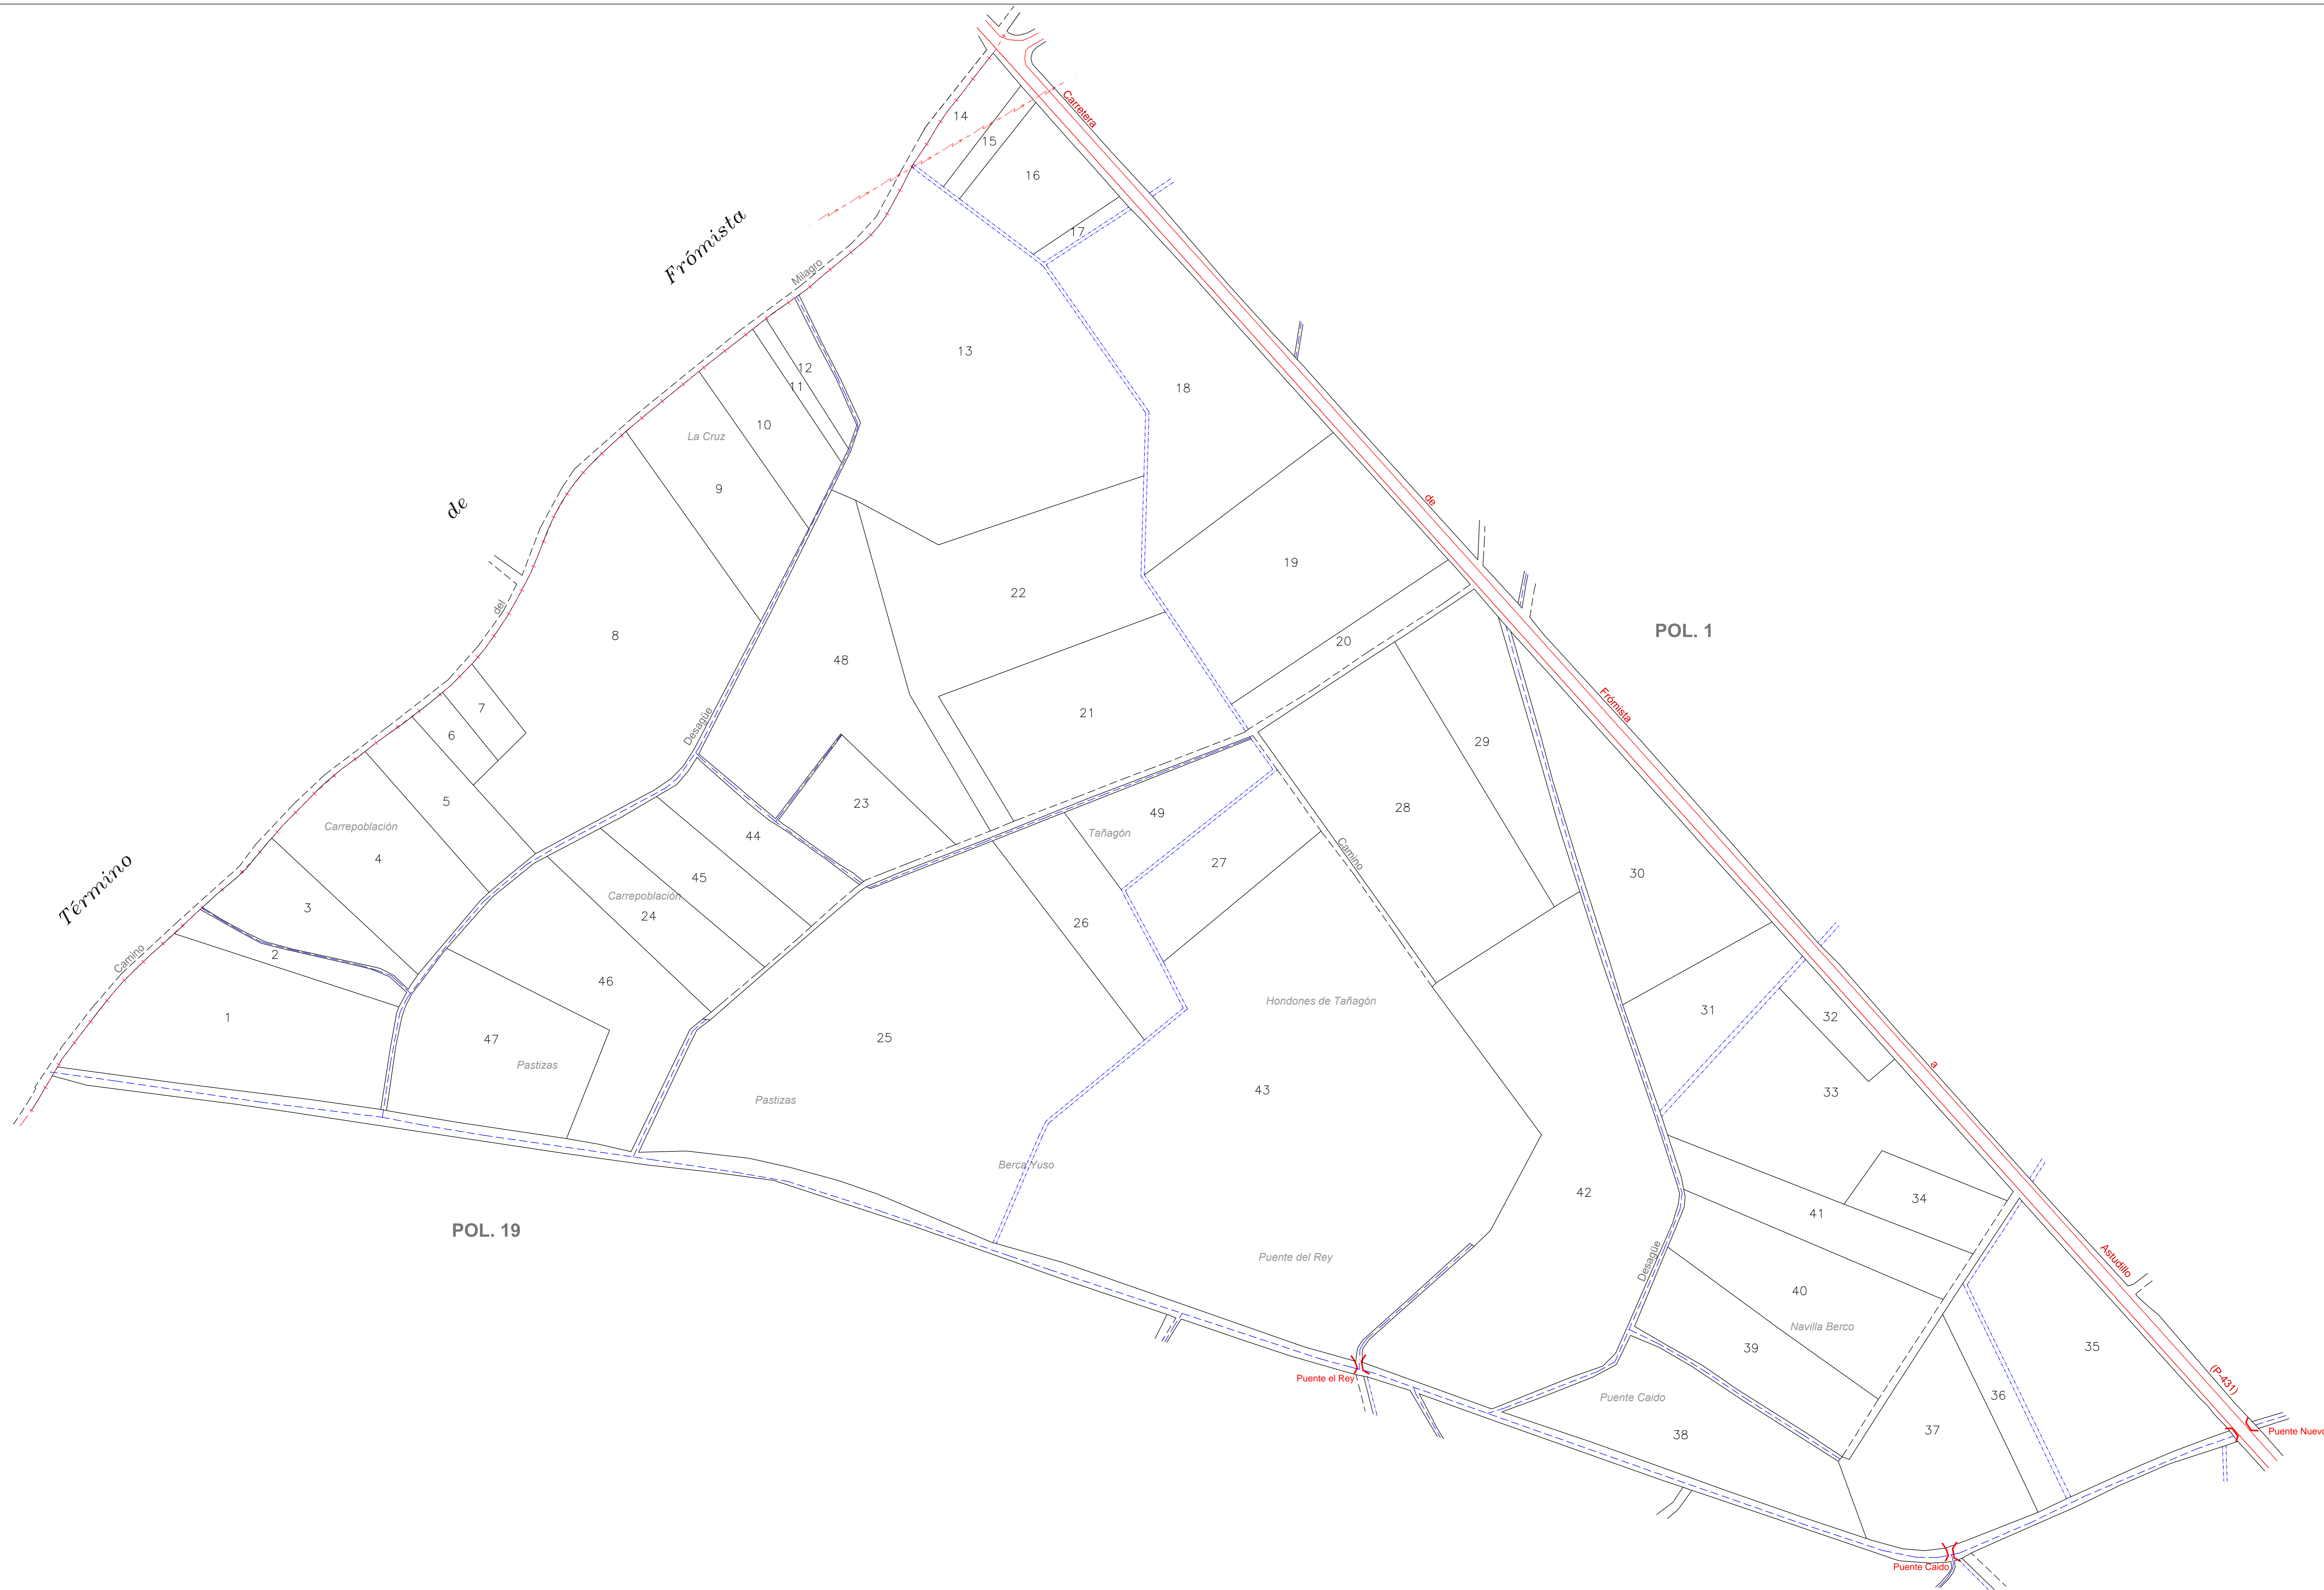 Carretera
14
15
16
17
Frómista
Milagro
13
12
11
18
10
La Cruz
9
de
de
19
22
del
8
20
POL. 1
48
7
21
Frómista
Desagüe
6
29
5
23
28
49
Carrepoblación
44
Tañagón
4
Camino
27
Término
45
30
Carrepoblación
24
3
26
Camino
2
46
Hondones de Tañagón
31
32
1
25
47
Pastizas
a
43
33
Pastizas
Berca Yuso
42
34
41
POL. 19
Puente del Rey
Desagüe
Astudillo
40
Navilla Berco
39
35
Puente el Rey
(P-431)
Puente Caido
36
37
38
Puente Nuevo
Puente Caido